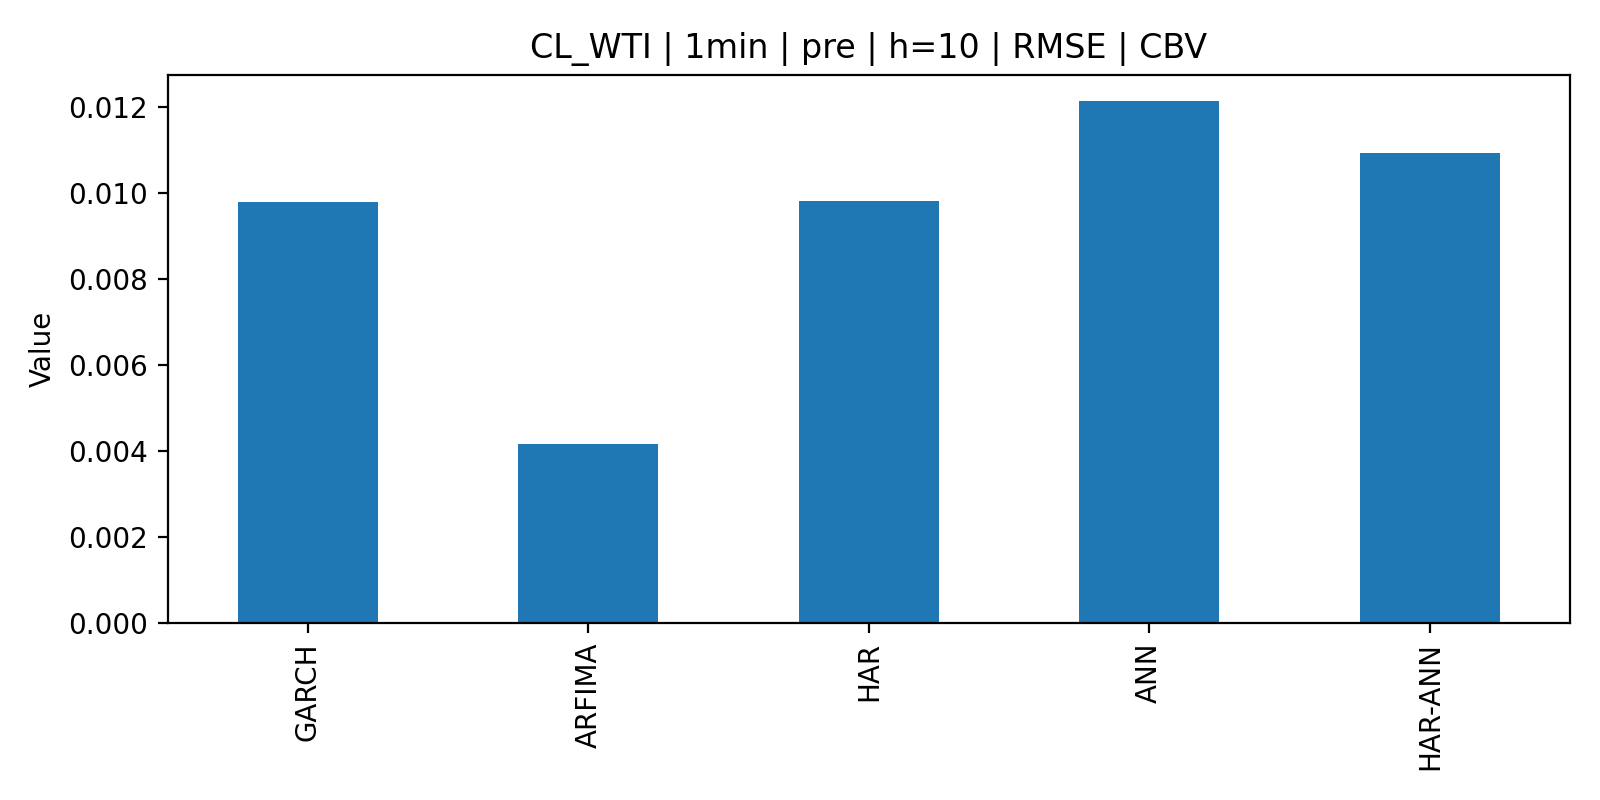 CL_WTI | 1min | pre | h=10 | RMSE | CBV
Value
0.012
0.010
0.008
0.006
0.004
0.002
0.000
GARCH
ARFIMA
HAR
ANN
HAR-ANN